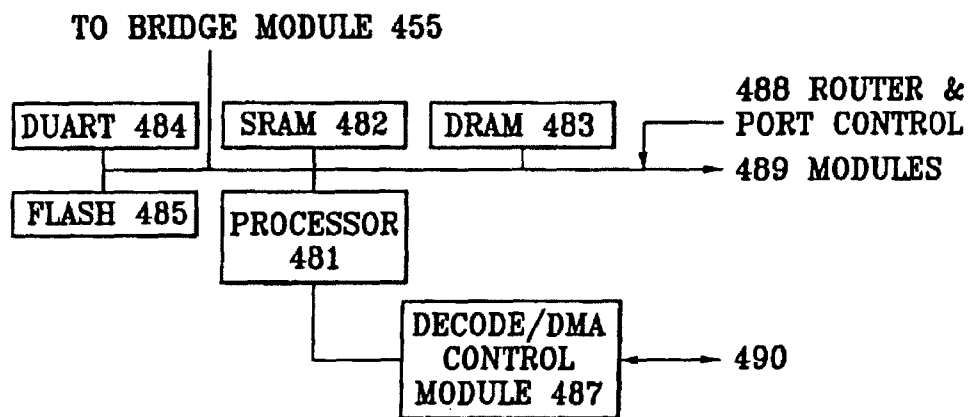 TO BRIDGE MODULE 455
DUART 484
SRAM 482
DRAM 483
488 ROUTER &
PORT CONTROL
489 MODULES
FLASH 485
PROCESSOR
481
DECODE/DMA
CONTROL
MODULE 487
490